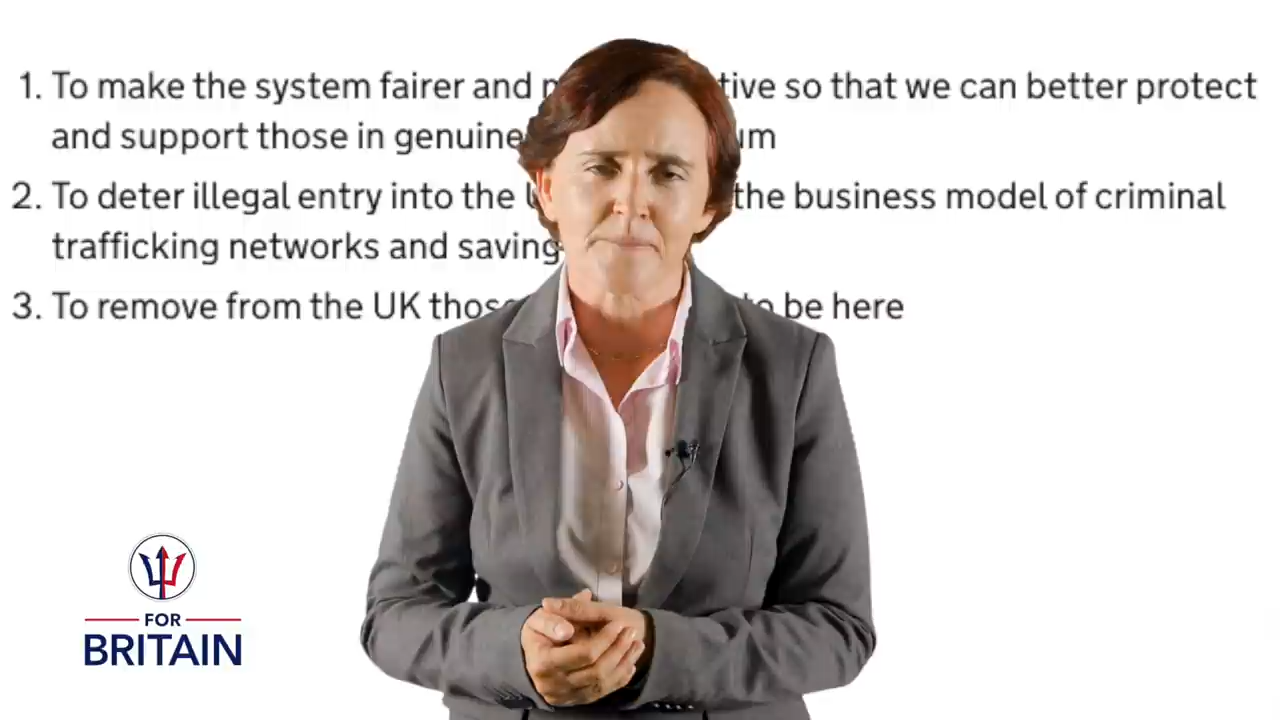 1. To make the system fairer and tive so that we can better protect
and support those in genuine um
2. To deter illegal entry into the the business model of criminal
trafficking networks and saving
3. To remove from the UK those to be here
FOR
BRITAIN